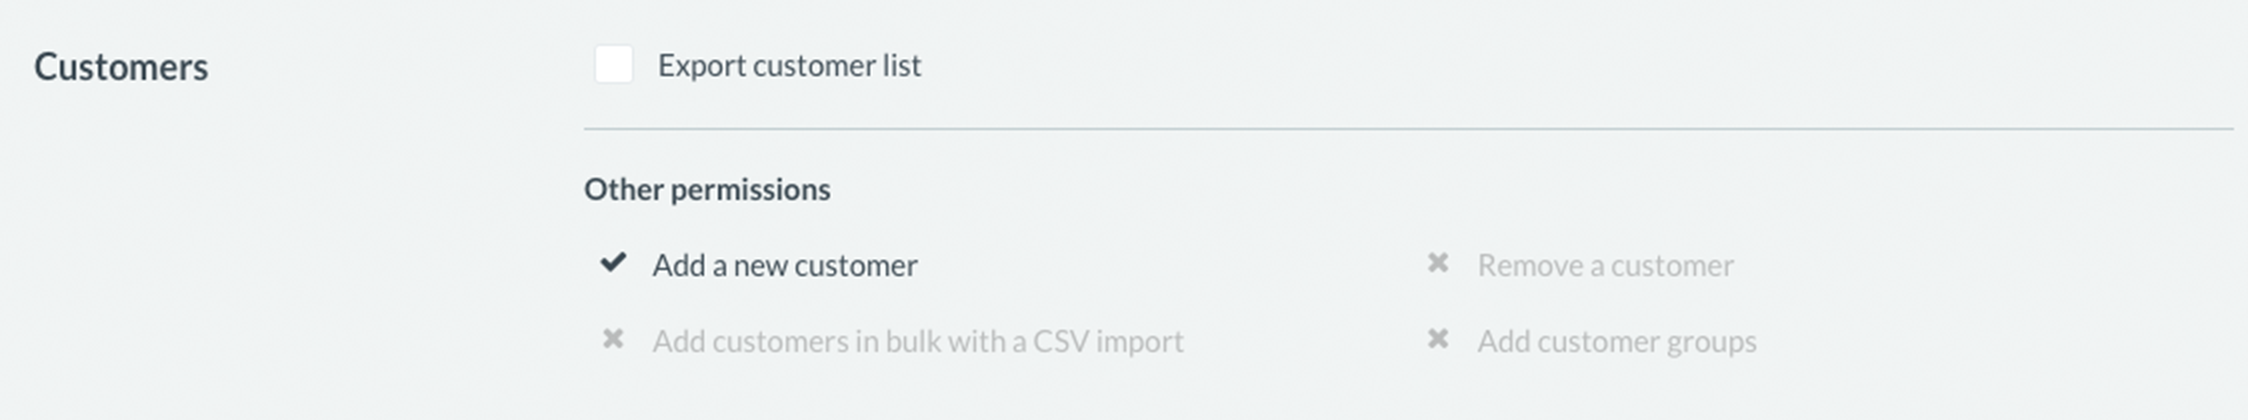 Customers
Export customer list
Other permissions
Add a new customer
Remove a customer
Add customers in bulk with a CSV import
Add customer groups